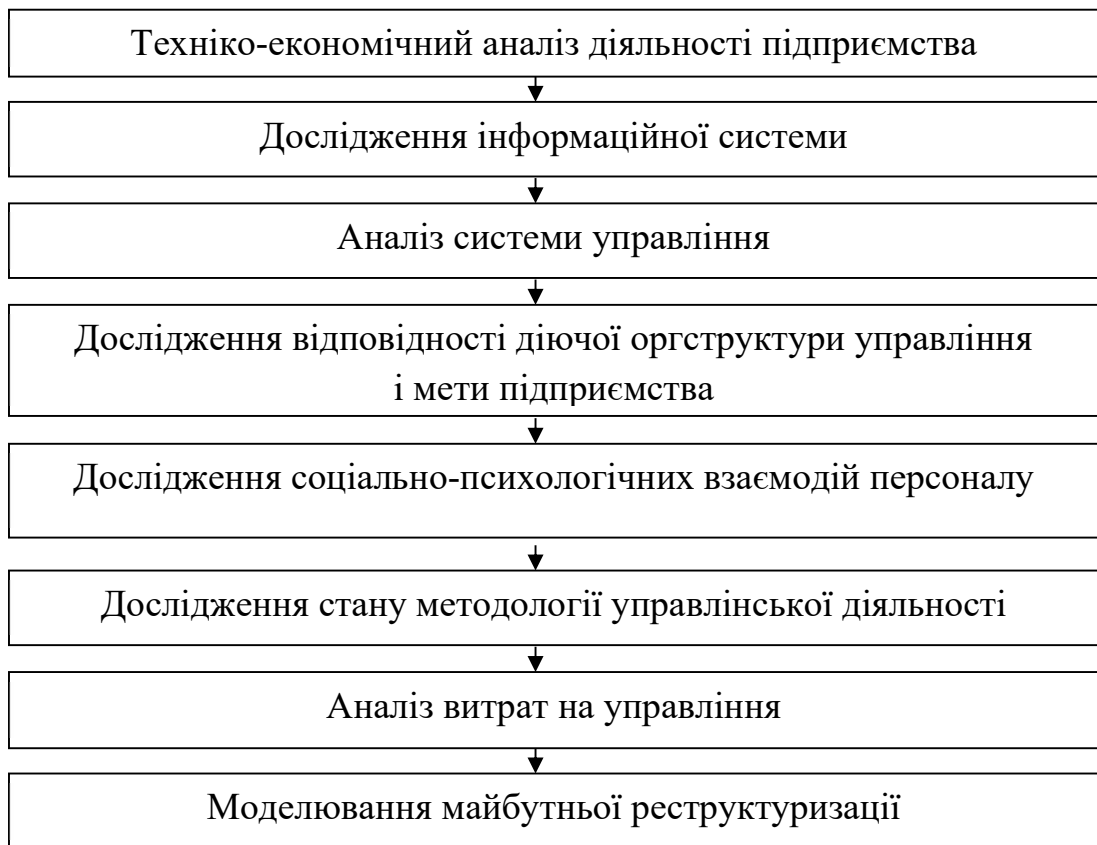 Техніко-економічний аналіз діяльності підприємства
Дослідження інформаційної системи
Аналіз системи управління
Дослідження відповідності діючої оргструктури управління
і мети підприємства
Дослідження соціально-психологічних взаємодій персоналу
Дослідження стану методології управлінської діяльності
Аналіз витрат на управління
Моделювання майбутньої реструктуризації